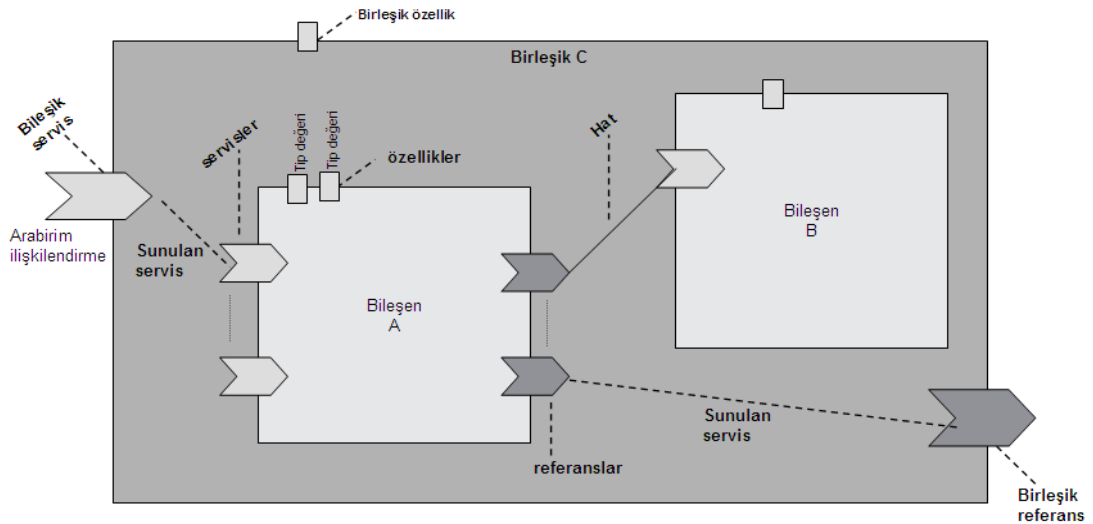 Birleşik özellik
Birleşik C
Bileşik
servis
servisler
Tip değeri
Tip değeri
özellikler
Hat
Arabirim
ilişkilendirme
Sunulan
servis
Bileşen
A
Bileşen
B
Sunulan
servis
referanslar
Birleşik
referans